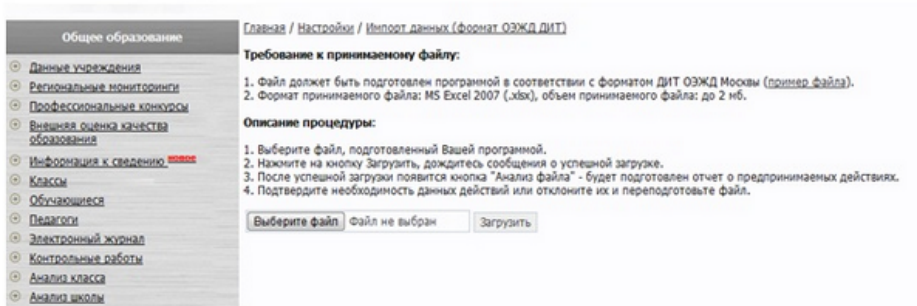 Общее образование
Данные учреждения
Региональные мониторинги
Профессиональные конкурсы
Внешняя оценка качества
образования
Информация к сведению новое
Классы
Обучающиеся
Педагоги
Электронный журнал
Контрольные работы
Анализ класса
Анализ школы
Главная / Настройки / Импорт данных (формат ОЭЖД ДИТ)
Требование к принимаемому файлу:
1. Файл должет быть подготовлен программой в соответствии с форматом ДИТ ОЭЖД Москвы (пример файла).
2. Формат принимаемого файла: MS Excel 2007 (.xlsx), объем принимаемого файла: до 2 мб.
Описание процедуры:
1. Выберите файл, подготовленный Вашей программой.
2. Нажмите на кнопку Загрузить, дождитесь сообщения о успешной загрузке.
3. После успешной загрузки появится кнопка "Анализ файла" - будет подготовлен отчет о предпринимаемых действиях.
4. Подтвердите необходимость данных действий или отклоните их и переподготовьте файл.
Выберите файл Файл не выбран Загрузить